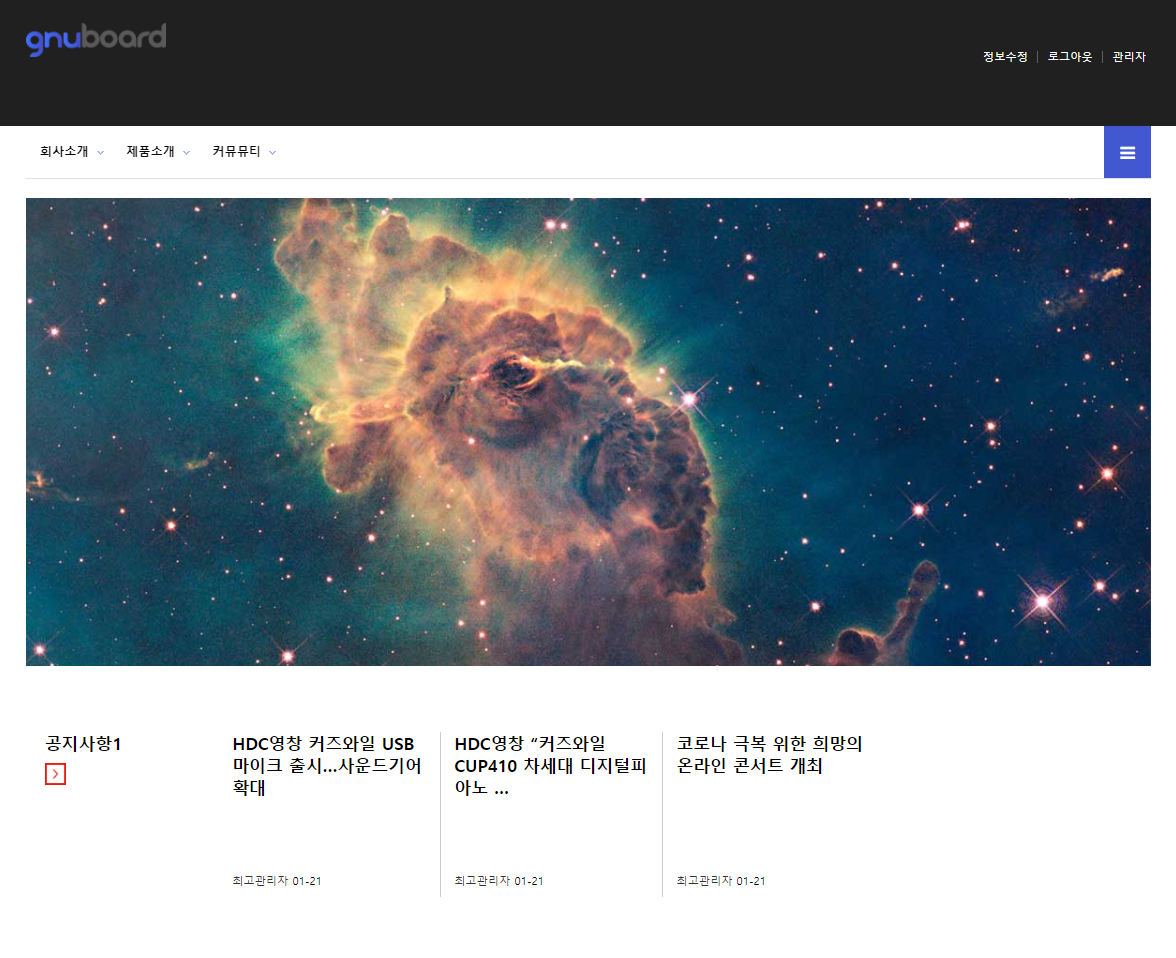 gnuboard
정보수정 로그아웃 관리자
회사소개 제품소개 커뮤뮤티
공지사항1
HDC영창 커즈와일 USB
마이크 출시...사운드기어
확대
최고관리자 01-21
HDC영창 “커즈와일
CUP410 차세대 디지털피
아노 ...
최고관리자 01-21
코로나 극복 위한 희망의
온라인 콘서트 개최
최고관리자 01-21